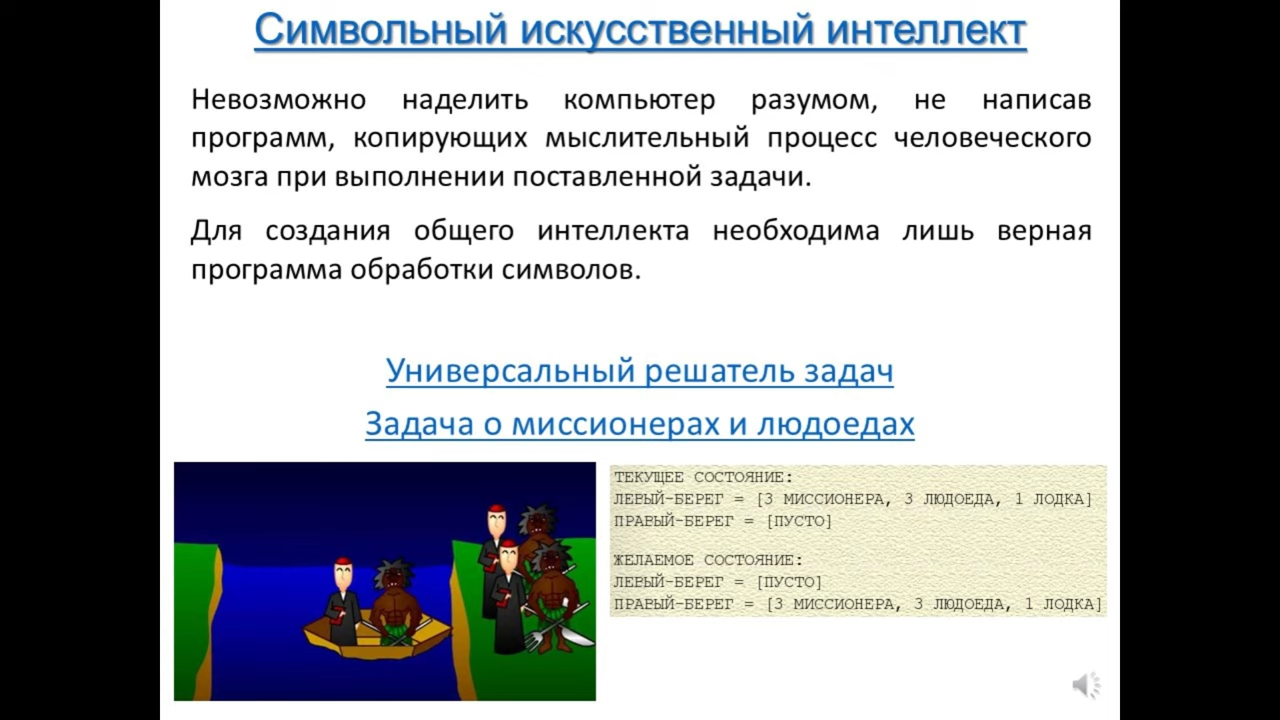 Символьный искусственный интеллект
Невозможно наделить компьютер разумом, не написав
программ, копирующих мыслительный процесс человеческого
мозга при выполнении поставленной задачи.
Для создания общего интеллекта необходима лишь верная
программа обработки символов.
Универсальный решатель задач
Задача о миссионерах и людоедах
ТЕКУЩЕЕ СОСТОЯНИЕ:
ЛЕВЫЙ-БЕРЕГ = [3 МИССИОНЕРА, 3 ЛЮДОЕДА, 1 ЛОДКА]
ПРАВЫЙ-БЕРЕГ = [ПУСТО]
ЖЕЛАЕМОЕ СОСТОЯНИЕ:
ЛЕВЫЙ-БЕРЕГ = [ПУСТО]
ПРАВЫЙ-БЕРЕГ = [3 МИССИОНЕРА, 3 ЛЮДОЕДА, 1 ЛОДКА]